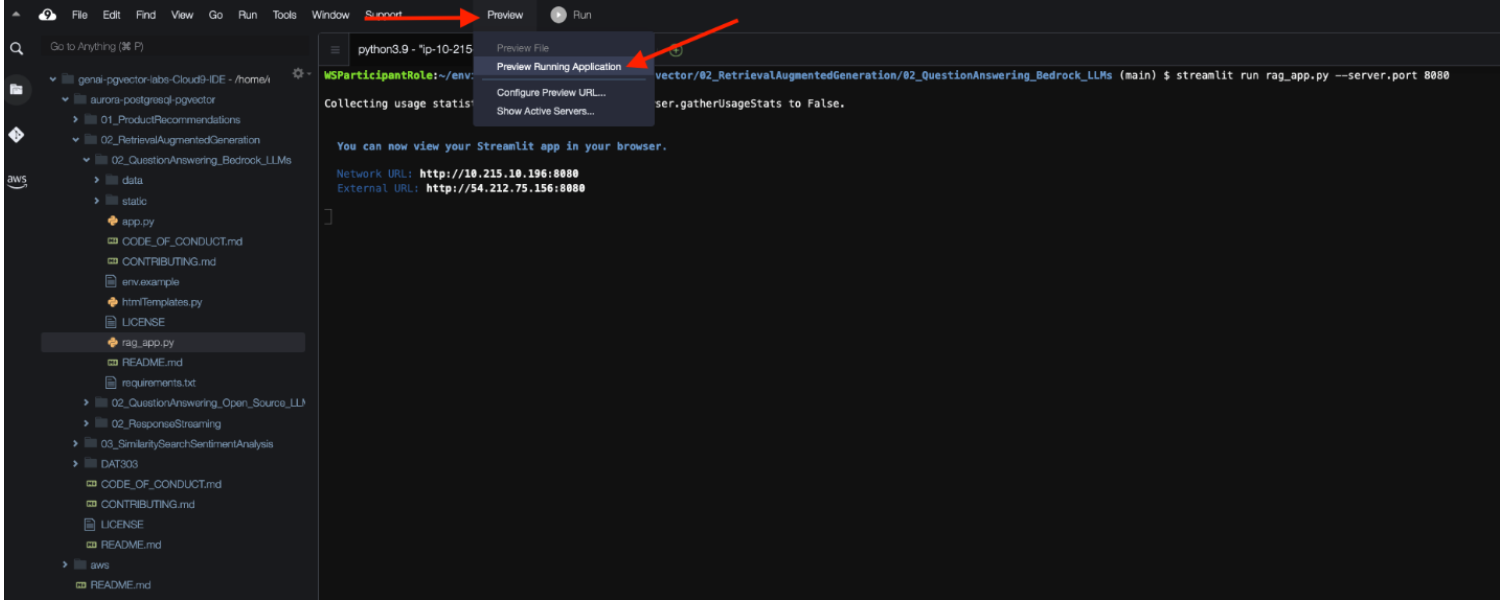 File Edit Find View Go Run Tools Window Support Preview Run
Go to Anything (⌘ P)
python3.9 - "ip-10-215-
Preview File
Preview Running Application
Configure Preview URL...
Show Active Servers...
genai-pgvector-labs-Cloud9-IDE - /home/
aurora-postgresql-pgvector
01_ProductRecommendations
02_RetrievalAugmentedGeneration
02_QuestionAnswering_Bedrock_LLMs
data
static
app.py
CODE_OF_CONDUCT.md
CONTRIBUTING.md
env.example
htmlTemplates.py
LICENSE
rag_app.py
README.md
requirements.txt
02_QuestionAnswering_Open_Source_LLM
02_ResponseStreaming
03_SimilaritySearchSentimentAnalysis
DAT303
CODE_OF_CONDUCT.md
CONTRIBUTING.md
LICENSE
README.md
aws
README.md
aws
WSParticipantRole:~/envi vector/02_RetrievalAugmentedGeneration/02_QuestionAnswering_Bedrock_LLMs (main) $ streamlit run rag_app.py --server.port 8080
Collecting usage statist ser.gatherUsageStats to False.
You can now view your Streamlit app in your browser.
Network URL: http://10.215.10.196:8080
External URL: http://54.212.75.156:8080